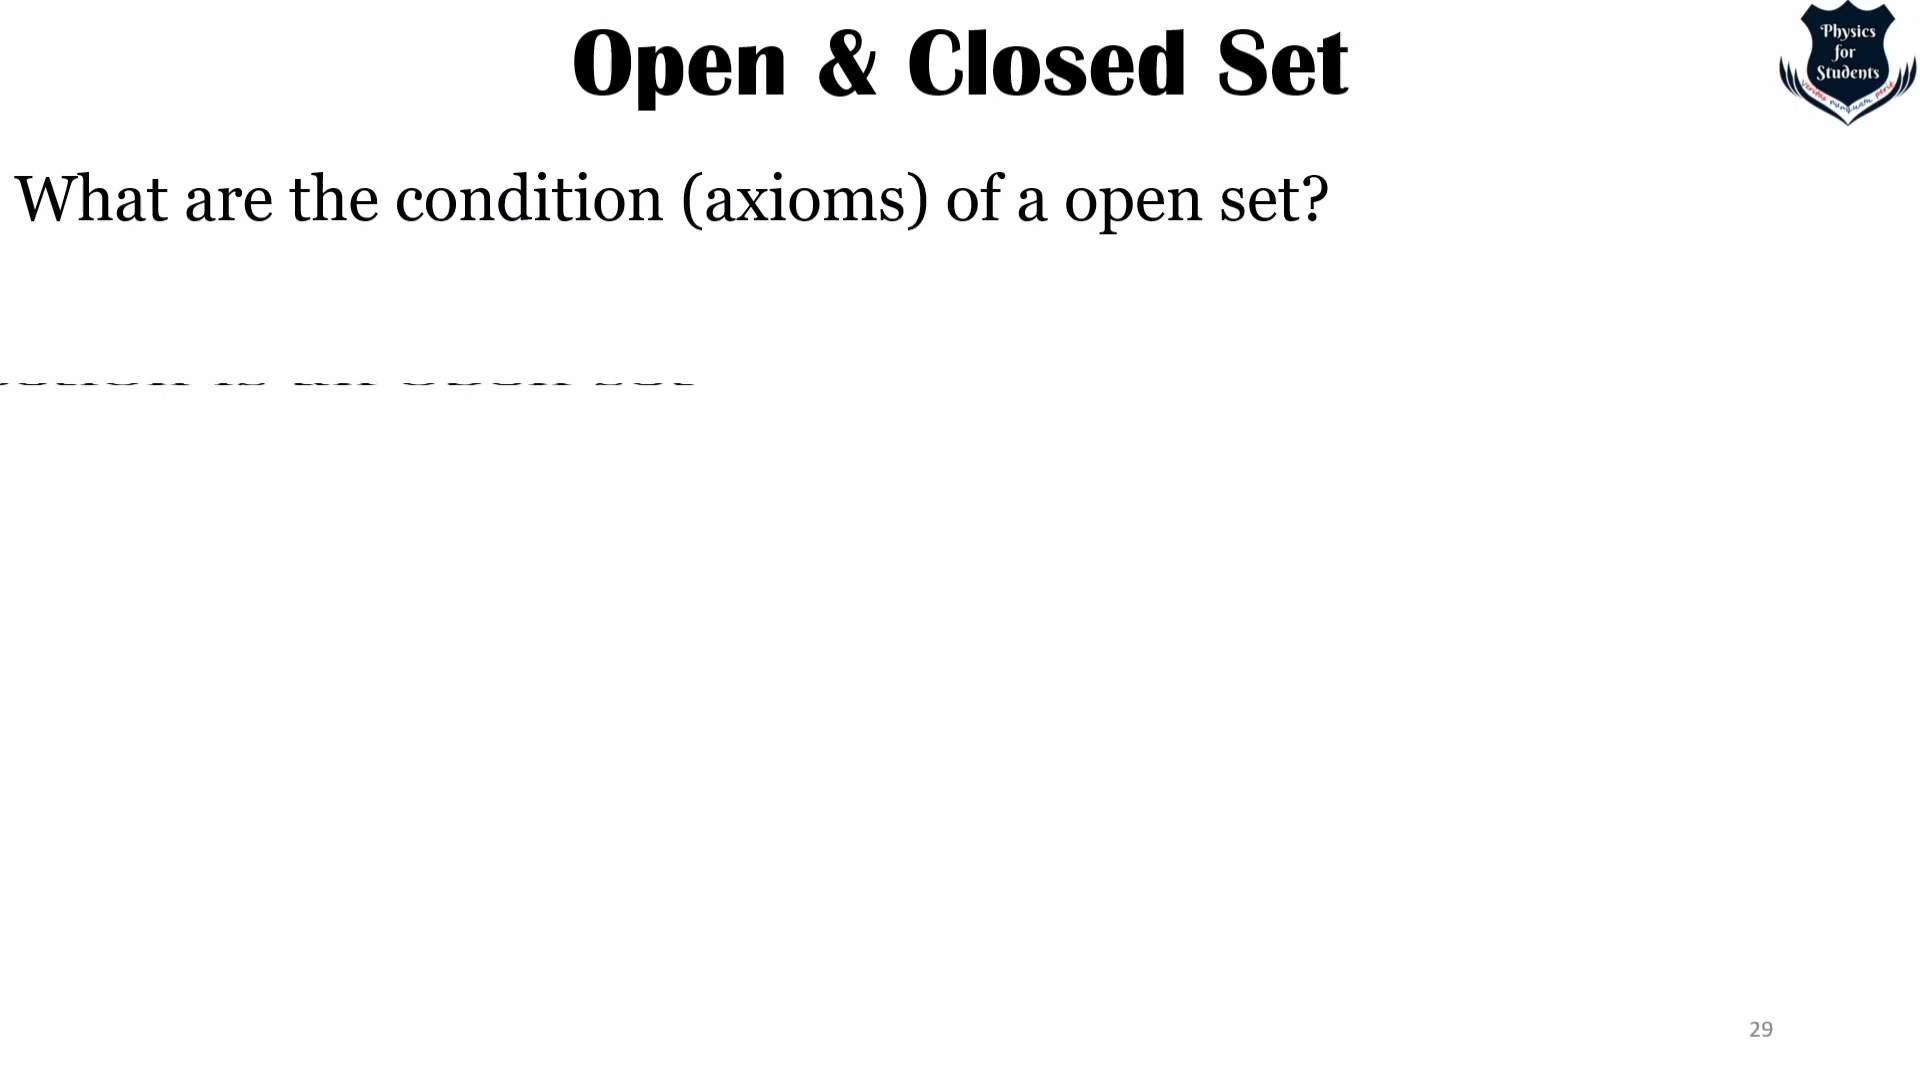 Open & Closed Set
Physics
for
Students
What are the condition (axioms) of a open set?
29